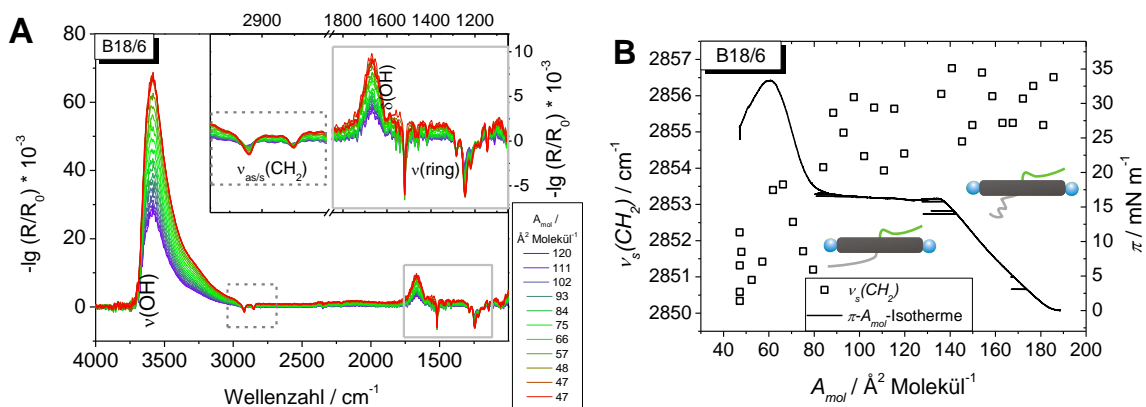 A
B18/6
2900 1800 1600 1400 1200
80
60
40
20
0
-lg (R/R0) * 10-3
10
5
0
-5
-lg (R/R0) * 10-3
ν(OH)
δ(OH)
νas/s(CH2)
ν(ring)
Amol /
Å2 Molekül-1
120
111
102
93
84
75
66
57
48
47
47
4000 3500 3000 2500 2000 1500
Wellenzahl / cm-1
B
B18/6
2857
2856
2855
2854
2853
2852
2851
2850
νs(CH2) / cm-1
35
30
25
20
15
10
5
0
π / mN m-1
νs(CH2)
π-Amol-Isotherme
40 60 80 100 120 140 160 180 200
Amol / Å2 Molekül-1